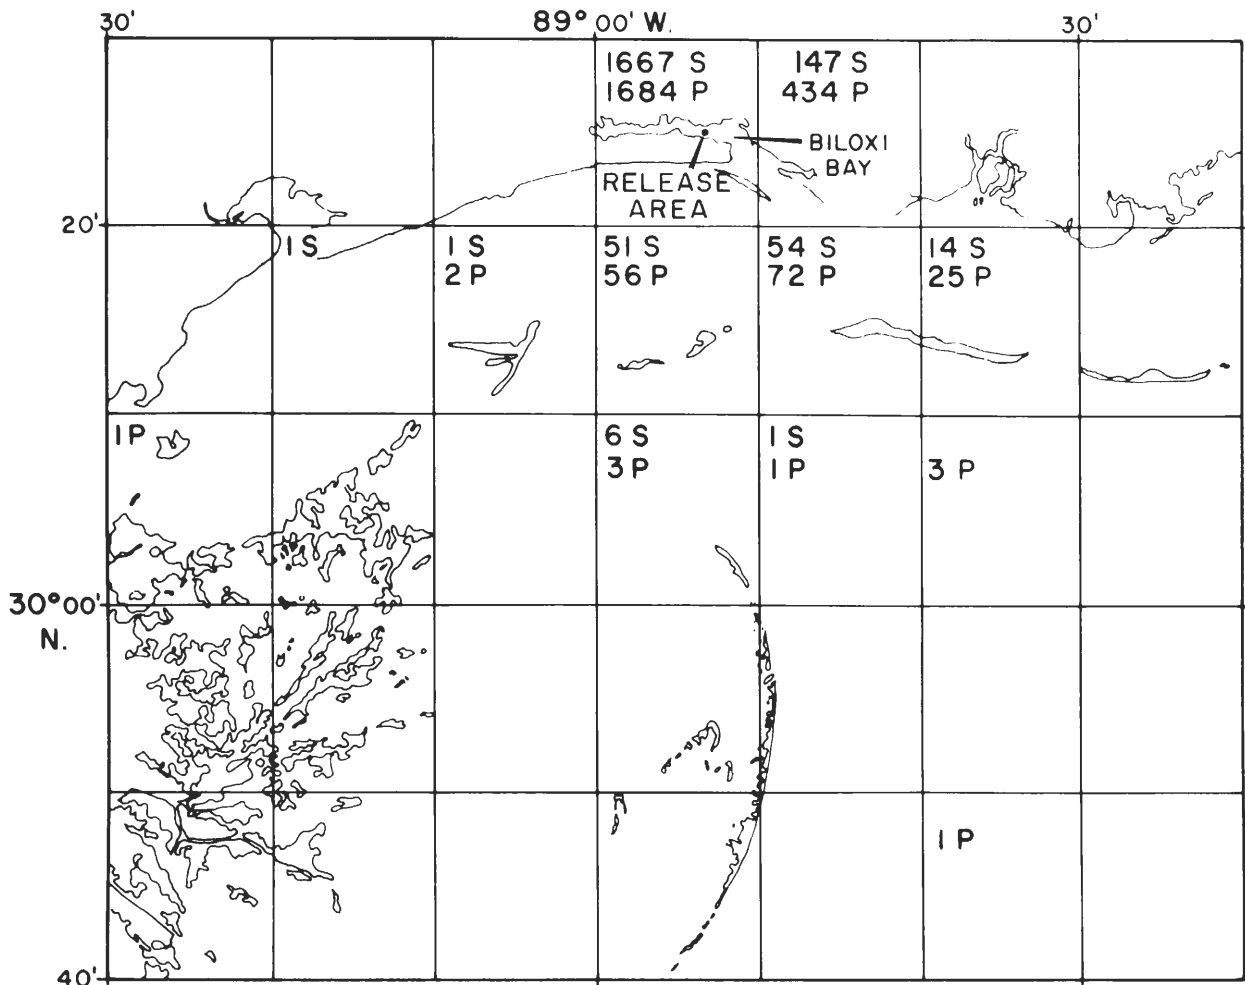 30' 89°00' W. 30'
1667 S 147 S
1684 P 434 P
BILOXI
BAY
RELEASE
AREA
20'
1 S 1 S 51 S 54 S 14 S
2 P 56 P 72 P 25 P
1 P 6 S 1 S
3 P 1 P 3 P
30°00'
N.
1 P
40'